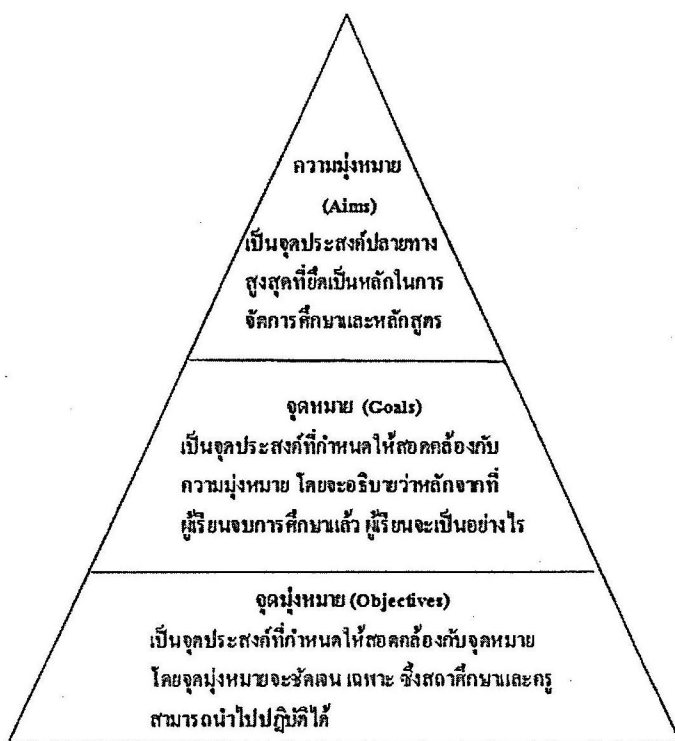 ความมุ่งหมาย
(Aims)
เป็นจุดประสงค์ปลายทาง
สูงสุดที่ยึดเป็นหลักในการ
จัดการศึกษาและหลักสูตร
จุดหมาย (Goals)
เป็นจุดประสงค์ที่กำหนดให้สอดคล้องกับ
ความมุ่งหมาย โดยจะอธิบายว่าหลักจากที่
ผู้เรียนจบการศึกษาแล้ว ผู้เรียนจะเป็นอย่างไร
จุดมุ่งหมาย (Objectives)
เป็นจุดประสงค์ที่กำหนดให้สอดคล้องกับจุดหมาย
โดยจุดมุ่งหมายจะชัดเจน เฉพาะ ซึ้งสถาศึกษาและครู
สามารถนำไปปฏิบัติได้